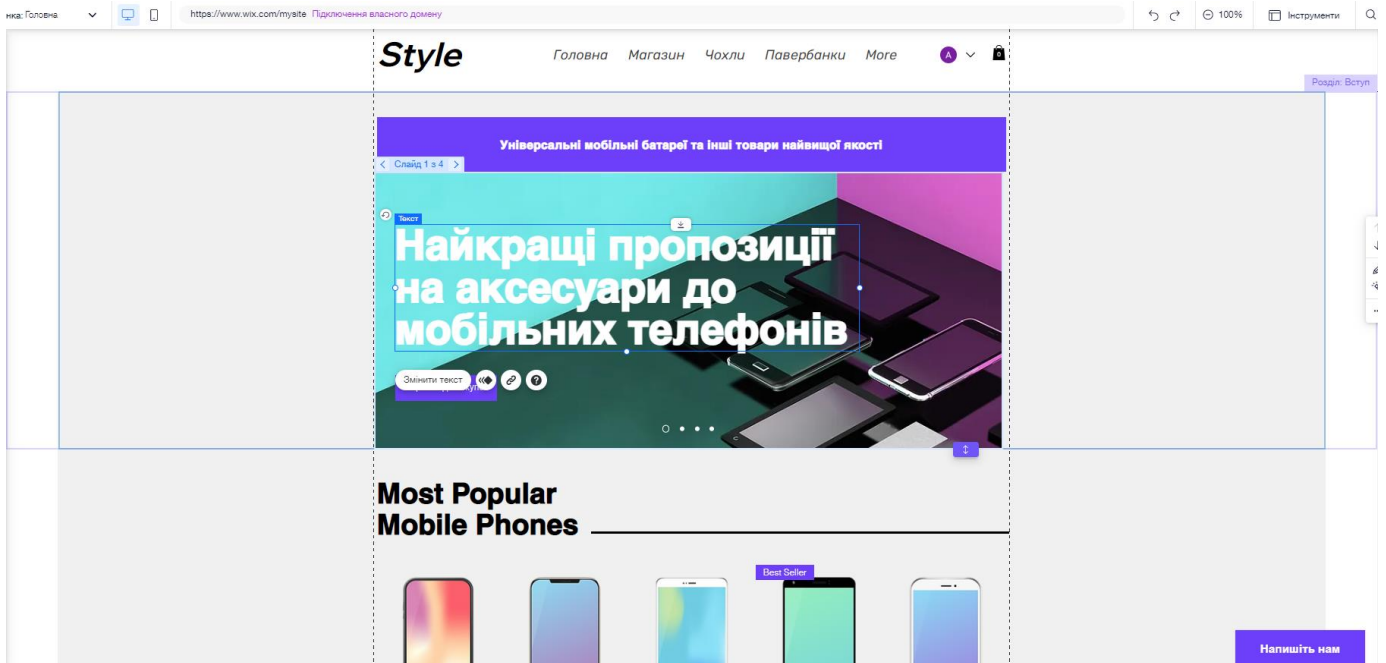 нка: Головна
https://www.wix.com/mysite Підключення власного домену
100%
Інструменти
Style
Головна Магазин Чохли Павербанки More
A
0
Розділ: Вступ
Універсальні мобільні батареї та інші товари найвищої якості
Слайд 1 з 4
Текст
Найкращі пропозиції
на аксесуари до
мобільних телефонів
Змінити текст
Most Popular
Mobile Phones
Best Seller
Напишіть нам